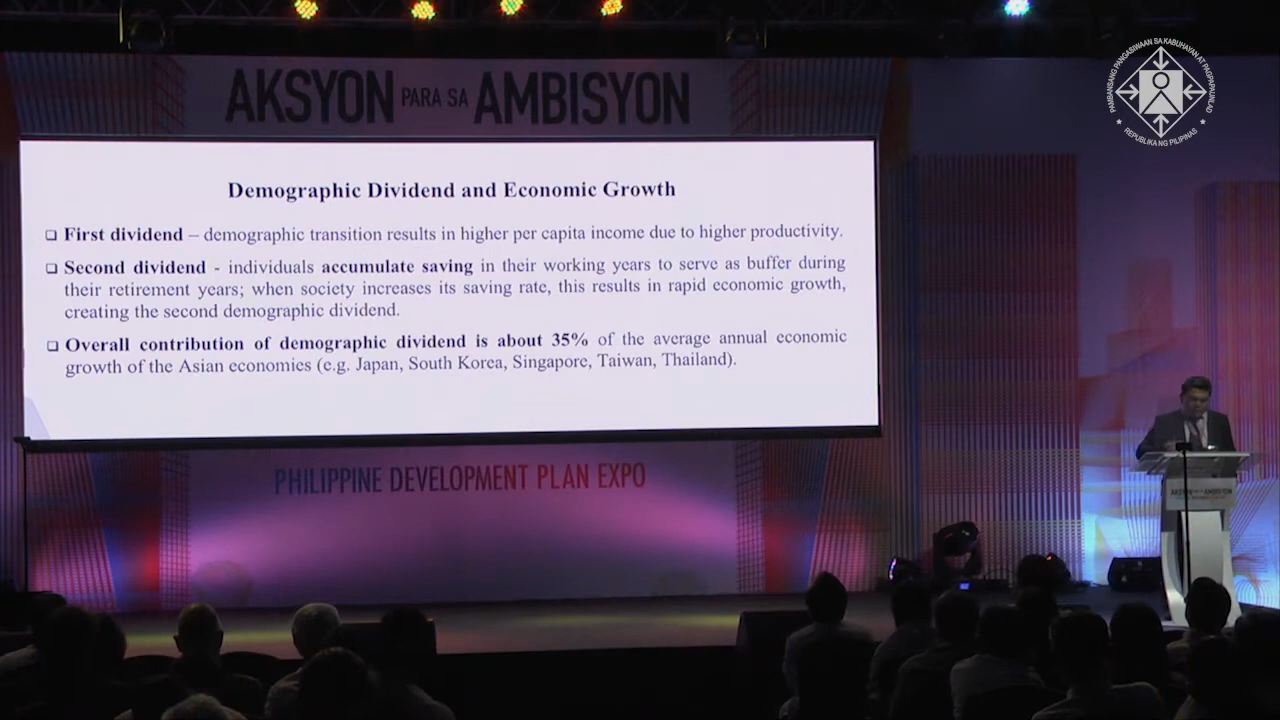 AKSYON PARA SA AMBISYON
PAMBANSANG PANGASIWAAN SA KABUHAYAN AT PAGPAPAUNLAD
REPUBLIKA NG PILIPINAS
Demographic Dividend and Economic Growth
❑ First dividend – demographic transition results in higher per capita income due to higher productivity.
❑ Second dividend - individuals accumulate saving in their working years to serve as buffer during
their retirement years; when society increases its saving rate, this results in rapid economic growth,
creating the second demographic dividend.
❑ Overall contribution of demographic dividend is about 35% of the average annual economic
growth of the Asian economies (e.g. Japan, South Korea, Singapore, Taiwan, Thailand).
PHILIPPINE DEVELOPMENT PLAN EXPO
AKSYON AMBISYON